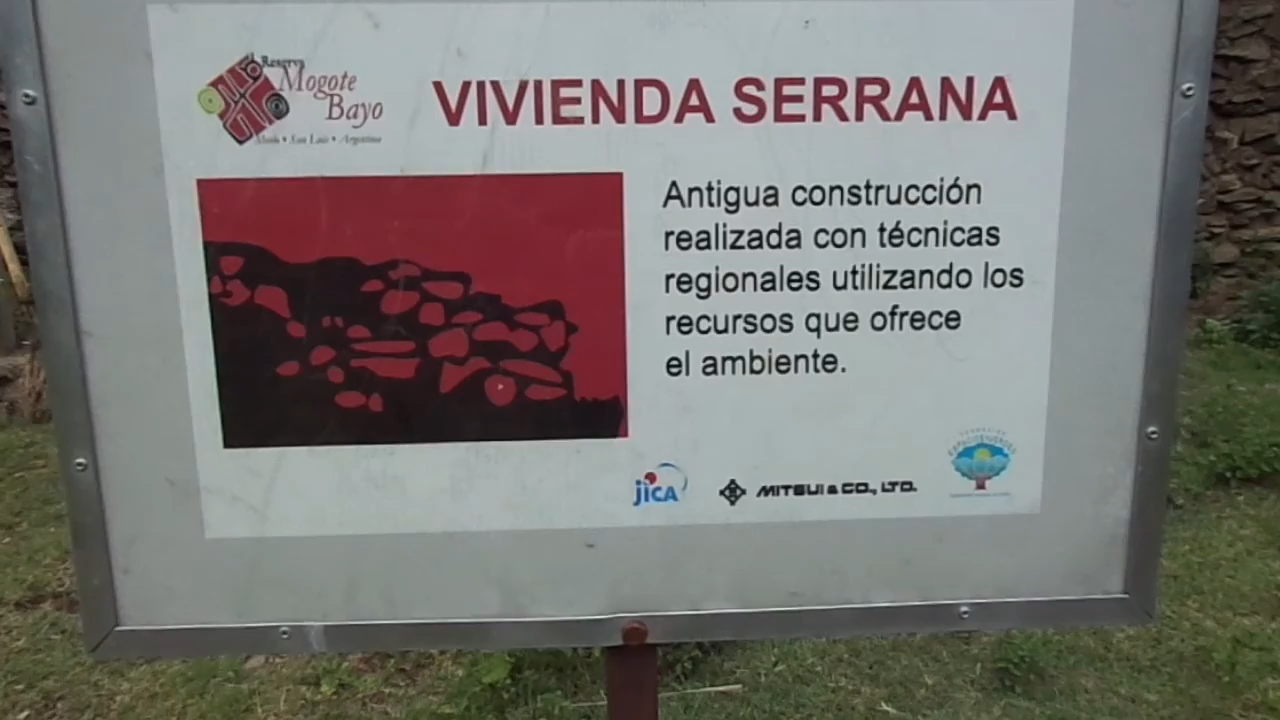 Reserva
Mogote
Bayo
San Luis • Argentina
VIVIENDA SERRANA
Antigua construcción
realizada con técnicas
regionales utilizando los
recursos que ofrece
el ambiente.
jICA
MITSUI & CO., LTD.